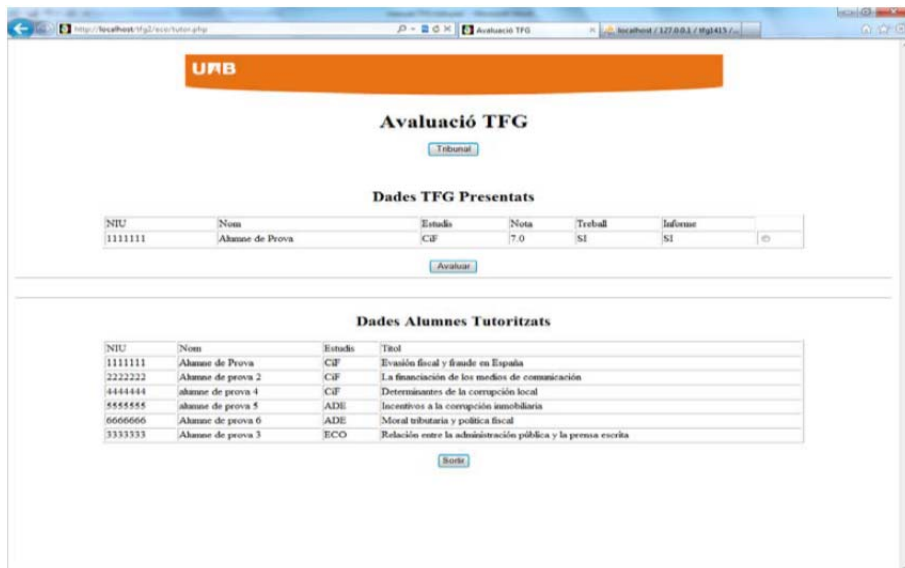 http://localhost/tfg2/ecer/tutor.php Avaluació TFG localhost / 127.0.0.1 / tfg1415 /...
UAB
Avaluació TFG
Tribunal
Dades TFG Presentats
NIU Nom Estudis Nota Treball Informe
1111111 Alumne de Prova CiF 7.0 SI SI
Avaluar
Dades Alumnes Tutoritzats
NIU Nom Estudis Titol
1111111 Alumne de Prova CiF Evasión fiscal y fraude en España
2222222 Alumne de prova 2 CiF La financiación de los medios de comunicación
4444444 alumne de prova 4 CiF Determinantes de la corrupción local
5555555 alumne de prova 5 ADE Incentivos a la corrupción inmobiliaria
6666666 Alumne de prova 6 ADE Moral tributaria y política fiscal
3333333 Alumne de prova 3 ECO Relación entre la administración pública y la prensa escrita
Sortir